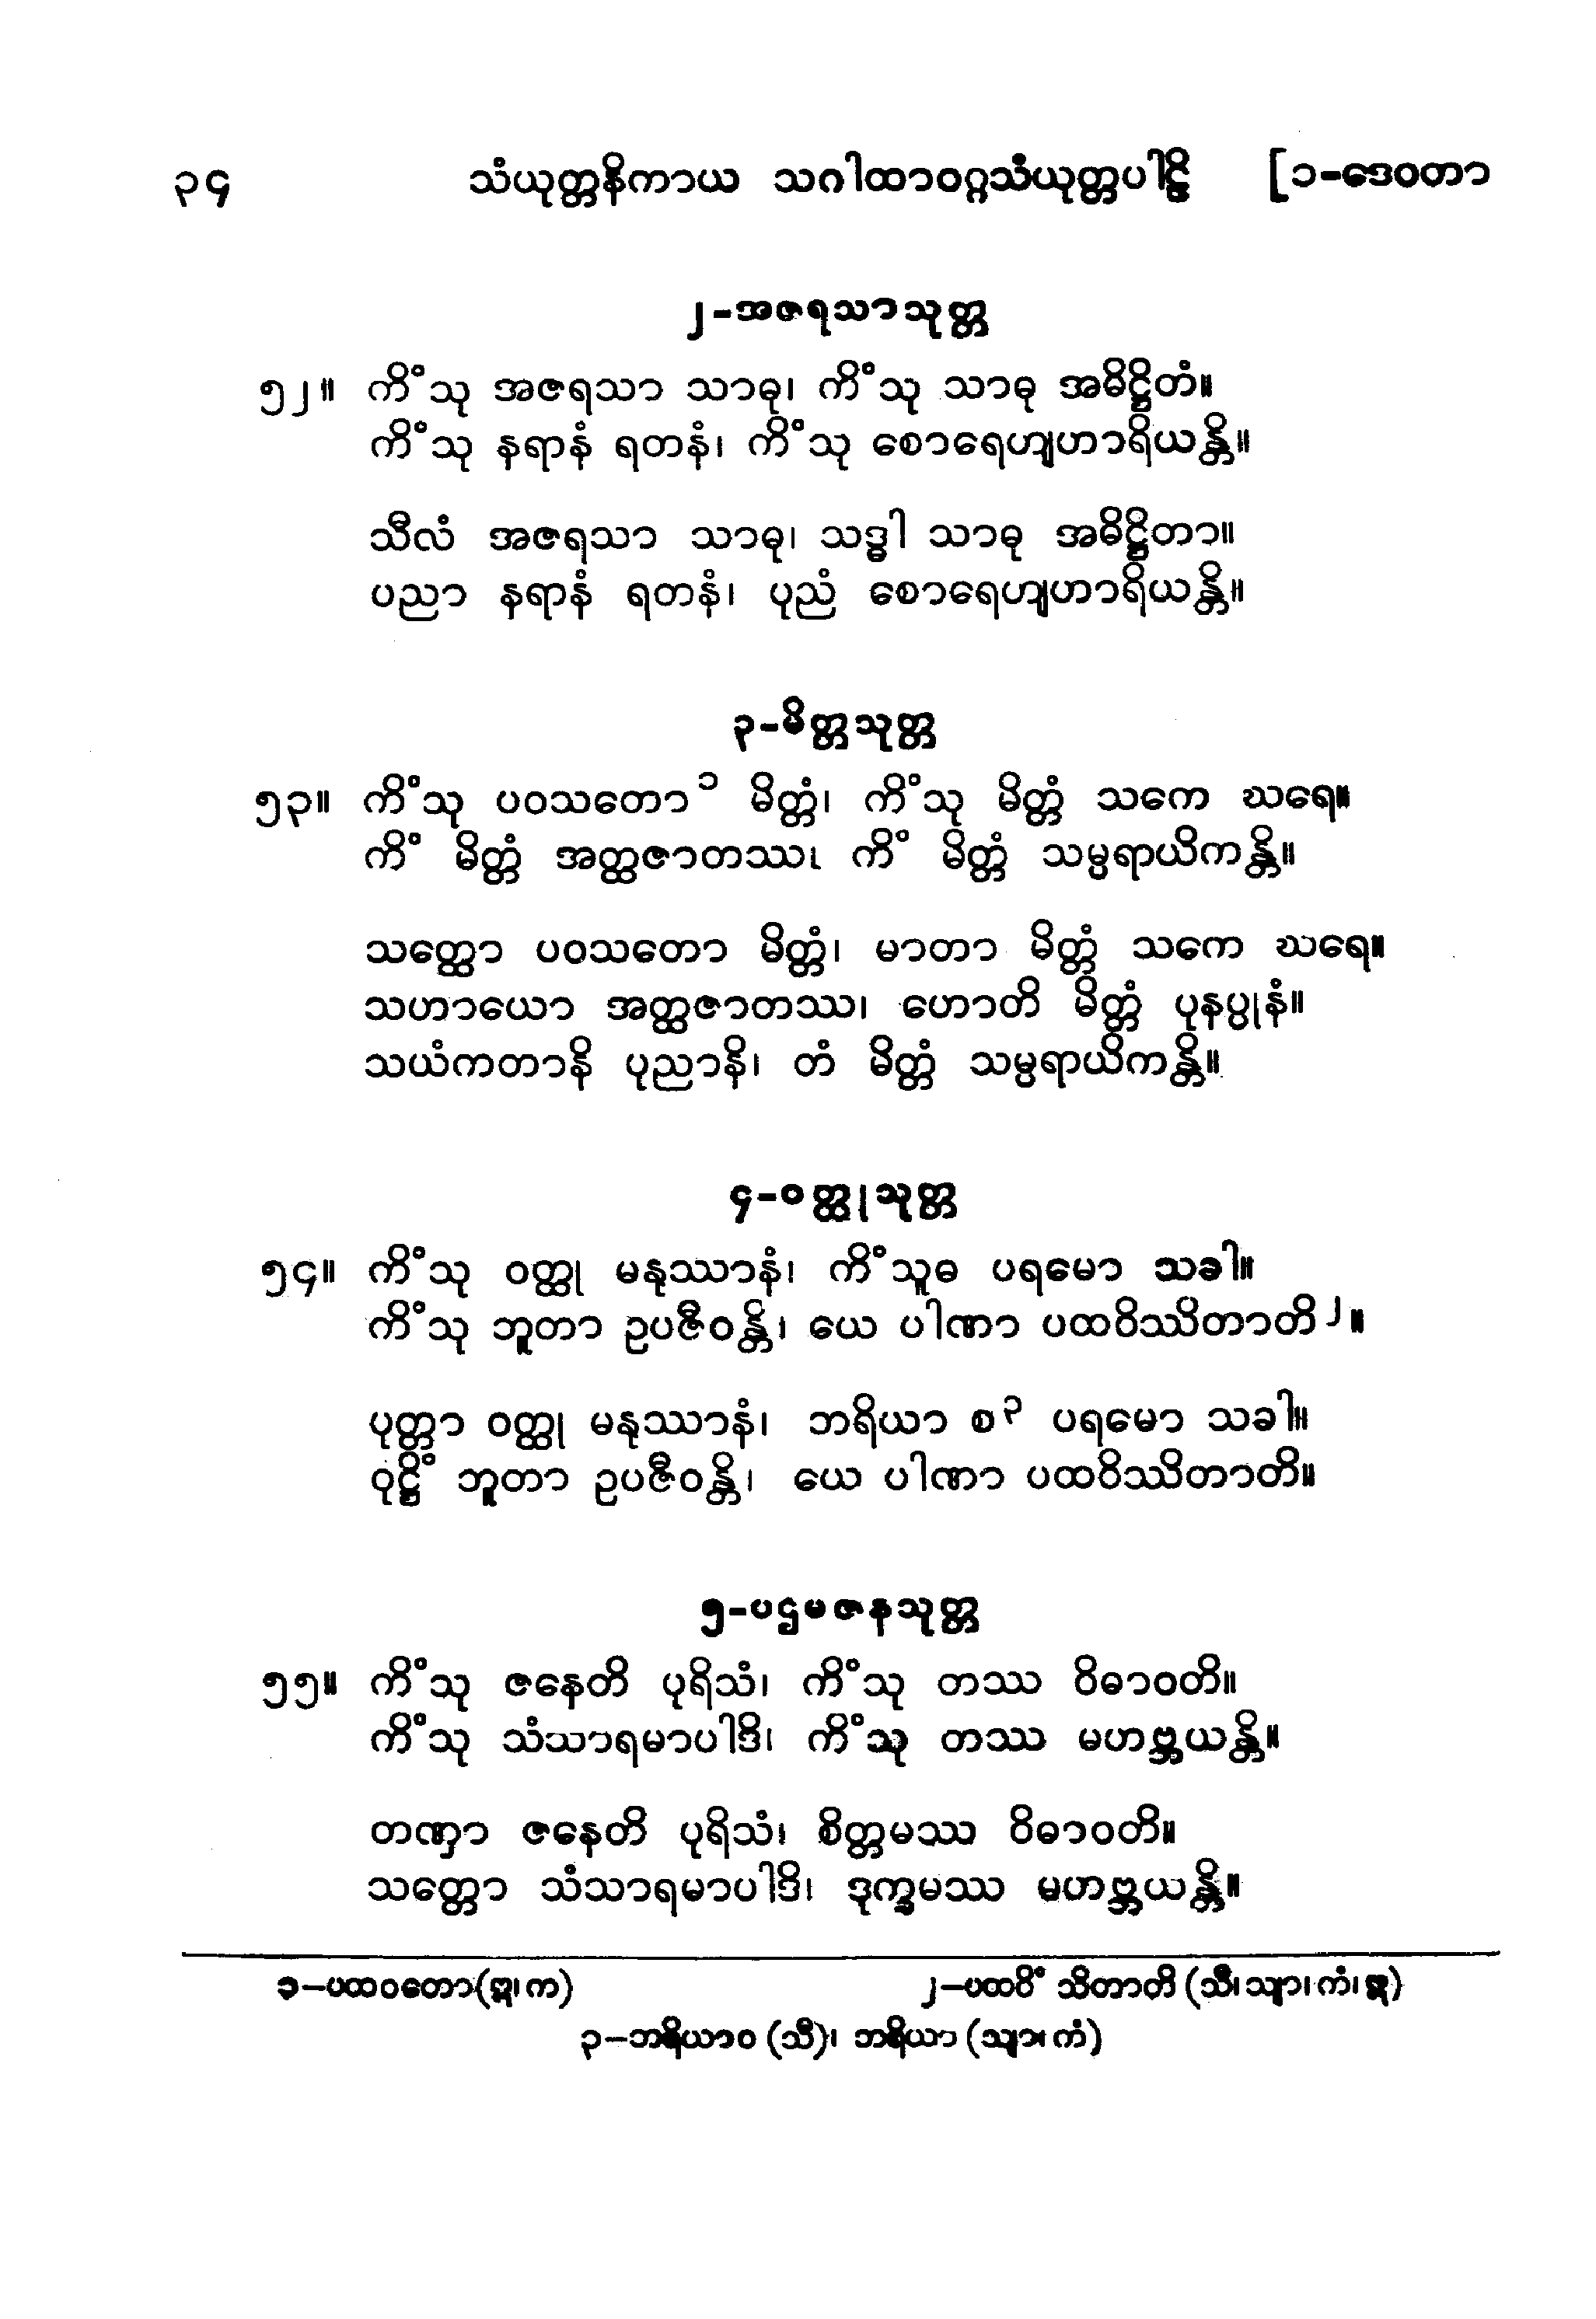 ၃၄ သံယုတ္တနိကာယ သဂါထာဝဂ္ဂသံယုတ္တပါဠိ [၁-ဒေဝတာ
၂-အဇရသာသုတ္တ
၅၂။ ကိံသု အဇရသာ သာဓု၊ ကိံသု သာဓု အဓိဋ္ဌိတံ။
ကိံသု နရာနံ ရတနံ၊ ကိံသု စောရေဟျဟာရိယန္တိ။
သီလံ အဇရသာ သာဓု၊ သဒ္ဓါ သာဓု အဓိဋ္ဌိတာ။
ပညာ နရာနံ ရတနံ၊ ပုညံ စောရေဟျဟာရိယန္တိ။
၃-မိတ္တသုတ္တ
၅၃။ ကိံသု ပဝသတော၁ မိတ္တံ၊ ကိံသု မိတ္တံ သကေ ဃရေ။
ကိံ မိတ္တံ အတ္ထဇာတဿ၊ ကိံ မိတ္တံ သမ္ပရာယိကန္တိ။
သတ္ထော ပဝသတော မိတ္တံ၊ မာတာ မိတ္တံ သကေ ဃရေ။
သဟာယော အတ္ထဇာတဿ၊ ဟောတိ မိတ္တံ ပုနပ္ပုနံ။
သယံကတာနိ ပုညာနိ၊ တံ မိတ္တံ သမ္ပရာယိကန္တိ။
၄-ဝတ္ထုသုတ္တ
၅၄။ ကိံသု ဝတ္ထု မနုဿာနံ၊ ကိံသူဓ ပရမော သခါ။
ကိံသု ဘူတာ ဥပဇီဝန္တိ၊ ယေ ပါဏာ ပထဝိဿိတာတိ၂။
ပုတ္တာ ဝတ္ထု မနုဿာနံ၊ ဘရိယာ စ၃ ပရမော သခါ။
ဝုဋ္ဌိံ ဘူတာ ဥပဇီဝန္တိ၊ ယေ ပါဏာ ပထဝိဿိတာတိ။
၅-ပဌမဇနသုတ္တ
၅၅။ ကိံသု ဇနေတိ ပုရိသံ၊ ကိံသု တဿ ဝိဓာဝတိ။
ကိံသု သံသာရမာပါဒိ၊ ကိံသု တဿ မဟဗ္ဘယန္တိ။
တဏှာ ဇနေတိ ပုရိသံ၊ စိတ္တမဿ ဝိဓာဝတိ။
သတ္တော သံသာရမာပါဒိ၊ ဒုက္ခမဿ မဟဗ္ဘယန္တိ။
၁-ပထဝတော(ဋ္ဌ၊ က) ၂-ပထဝိံ သိတာတိ (သီ၊ သျာ၊ ကံ၊ ဋ္ဌ)
၃-ဘရိယာဝ (သီ)၊ ဘရိယာ (သျာ၊ ကံ)